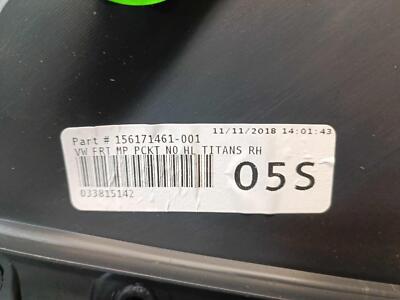 Part # 156171461-001 11/11/2018 14:01:43
VW FRT MP PCKT NO HL TITANS RH
05S
033815142